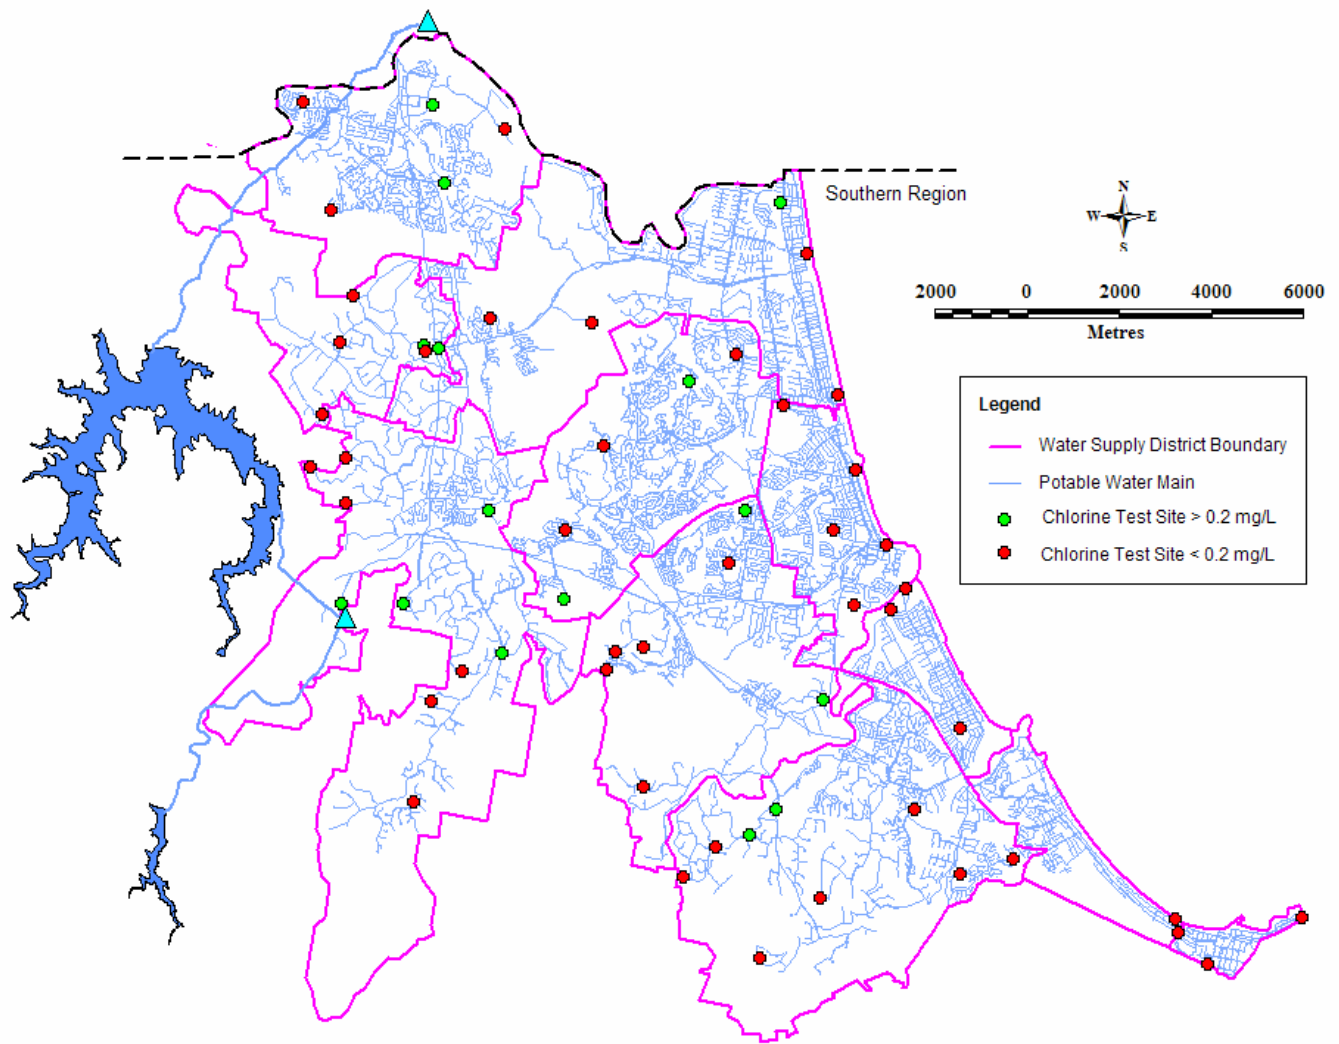 Southern Region
N
W E
S
2000 0 2000 4000 6000
Metres
Legend
Water Supply District Boundary
Potable Water Main
Chlorine Test Site > 0.2 mg/L
Chlorine Test Site < 0.2 mg/L